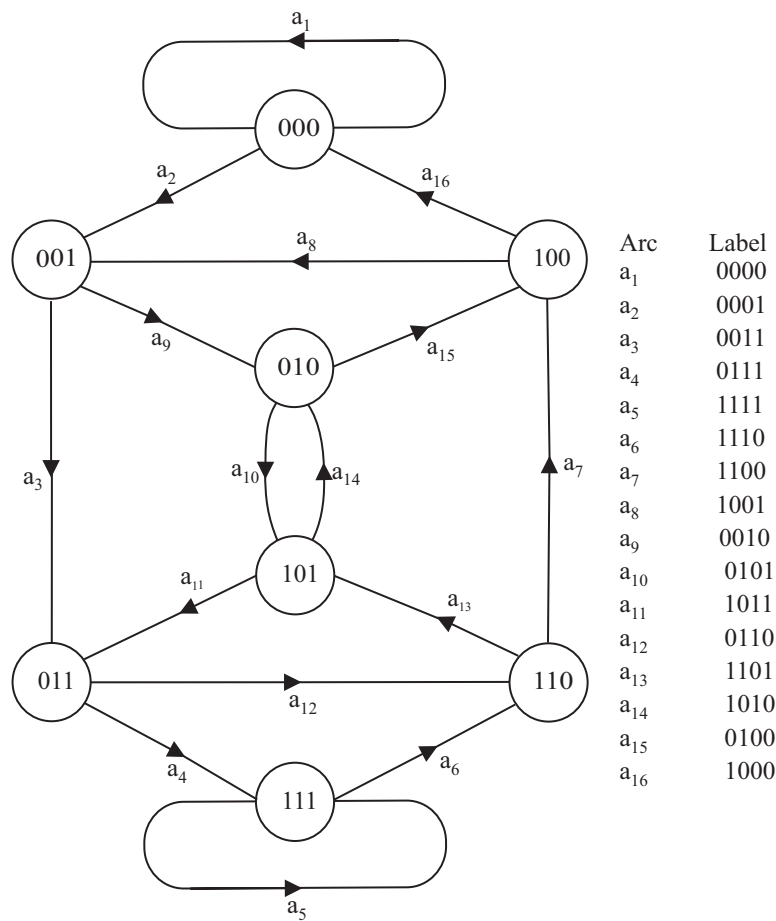 a₁
000
a₂
a₁₆
001
a₈
100
a₉
010
a₁₅
a₃
a₁₀
a₁₄
a₇
101
a₁₁
a₁₃
011
a₁₂
110
a₄
a₆
111
a₅
Arc Label
a₁ 0000
a₂ 0001
a₃ 0011
a₄ 0111
a₅ 1111
a₆ 1110
a₇ 1100
a₈ 1001
a₉ 0010
a₁₀ 0101
a₁₁ 1011
a₁₂ 0110
a₁₃ 1101
a₁₄ 1010
a₁₅ 0100
a₁₆ 1000